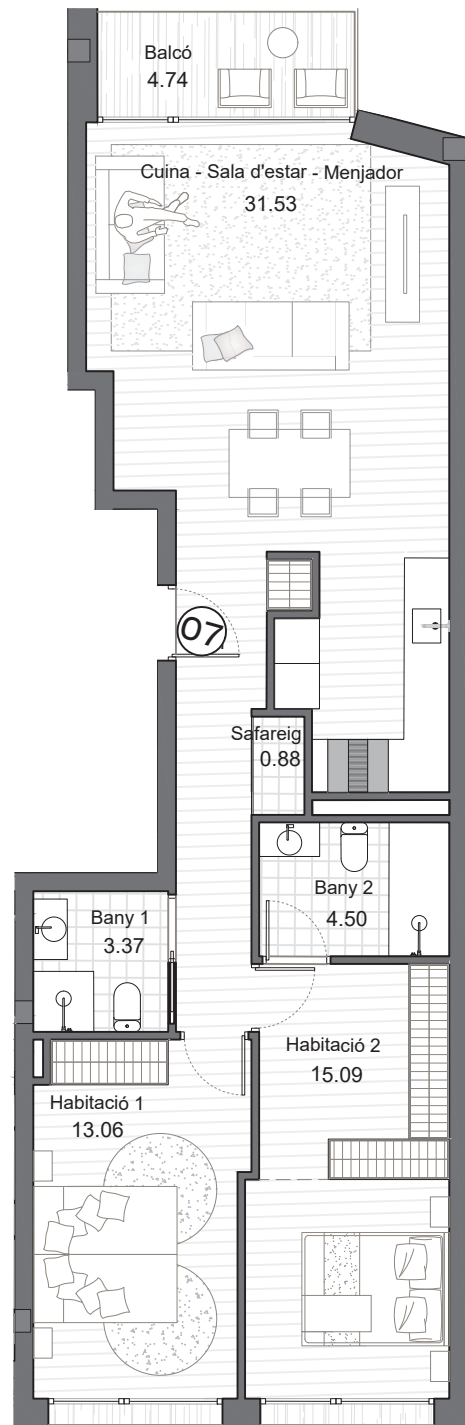 Balcó
4.74
Cuina - Sala d'estar - Menjador
31.53
07
Safareig
0.88
Bany 2
4.50
Bany 1
3.37
Habitació 2
15.09
Habitació 1
13.06